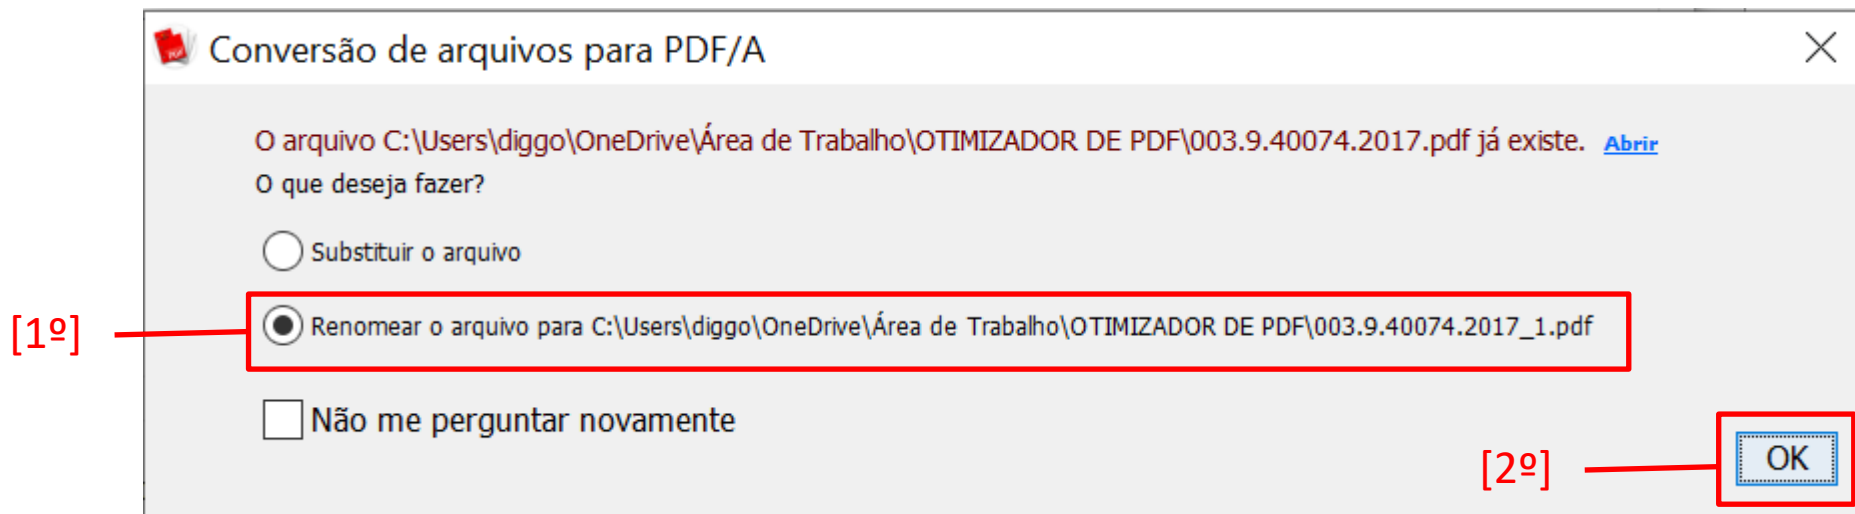 Conversão de arquivos para PDF/A
O arquivo C:\Users\diggo\OneDrive\Área de Trabalho\OTIMIZADOR DE PDF\003.9.40074.2017.pdf já existe. Abrir
O que deseja fazer?
Substituir o arquivo
[1º] Renomear o arquivo para C:\Users\diggo\OneDrive\Área de Trabalho\OTIMIZADOR DE PDF\003.9.40074.2017_1.pdf
Não me perguntar novamente
[2º] OK